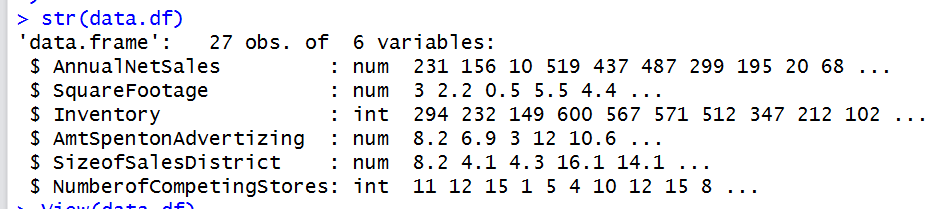 > str(data.df)
'data.frame':   27 obs. of  6 variables:
 $ AnnualNetSales         : num  231 156 10 519 437 487 299 195 20 68 ...
 $ SquareFootage          : num  3 2.2 0.5 5.5 4.4 ...
 $ Inventory              : int  294 232 149 600 567 571 512 347 212 102 ...
 $ AmtSpentonAdvertizing  : num  8.2 6.9 3 12 10.6 ...
 $ SizeofSalesDistrict    : num  8.2 4.1 4.3 16.1 14.1 ...
 $ NumberofCompetingStores: int  11 12 15 1 5 4 10 12 15 8 ...
> View(data.df)